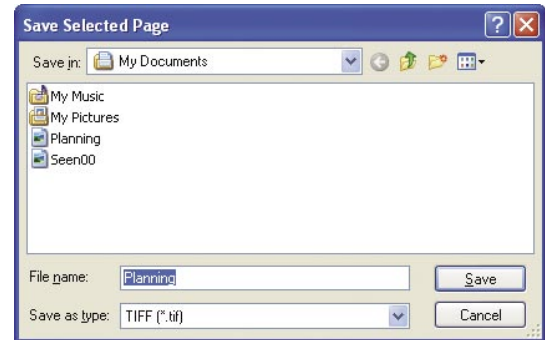 Save Selected Page
Save in: My Documents
My Music
My Pictures
Planning
Seen00
File name: Planning Save
Save as type: TIFF (*.tif) Cancel